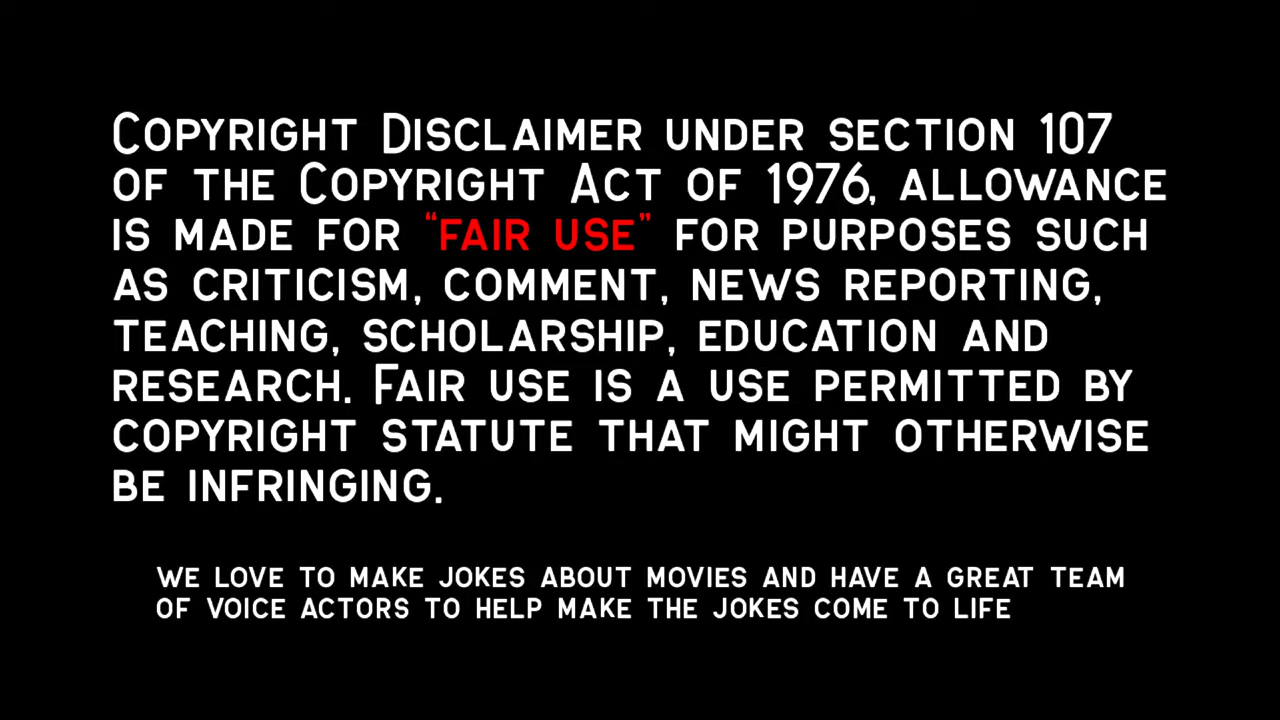 Copyright Disclaimer under section 107
of the Copyright Act of 1976, allowance
is made for “fair use” for purposes such
as criticism, comment, news reporting,
teaching, scholarship, education and
research. Fair use is a use permitted by
copyright statute that might otherwise
be infringing.
we love to make jokes about movies and have a great team
of voice actors to help make the jokes come to life